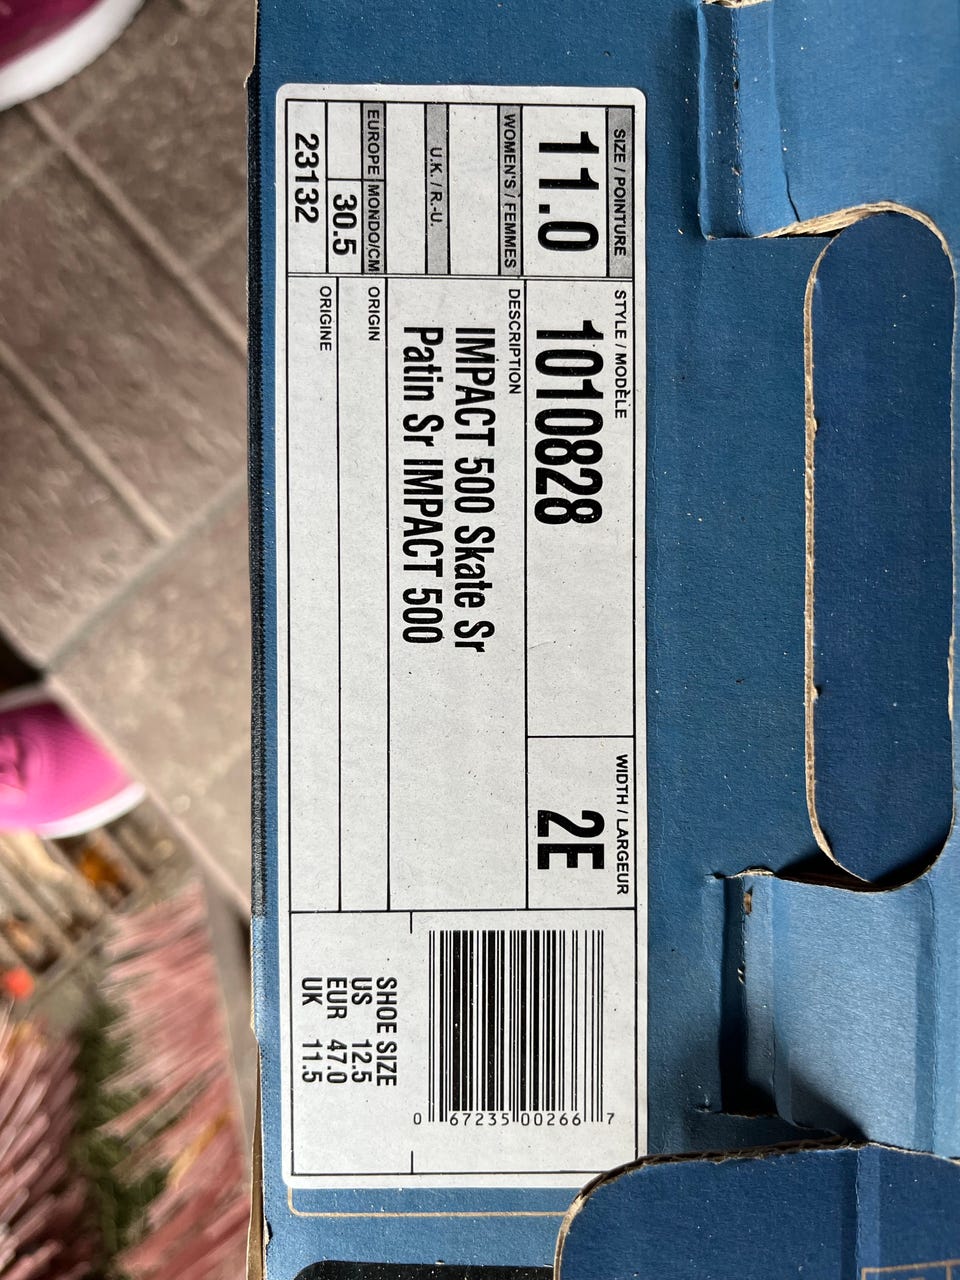 SIZE / POINTURE
11.0
STYLE / MODÈLE
1010828
WIDTH / LARGEUR
2E
WOMEN'S / FEMMES
U.K. / R.-U.
EUROPE
MONDO/CM
30.5
23132
DESCRIPTION
IMPACT 500 Skate Sr
Patin Sr IMPACT 500
ORIGIN
ORIGINE
0 67235 00266 7
SHOE SIZE
US 12.5
EUR 47.0
UK 11.5